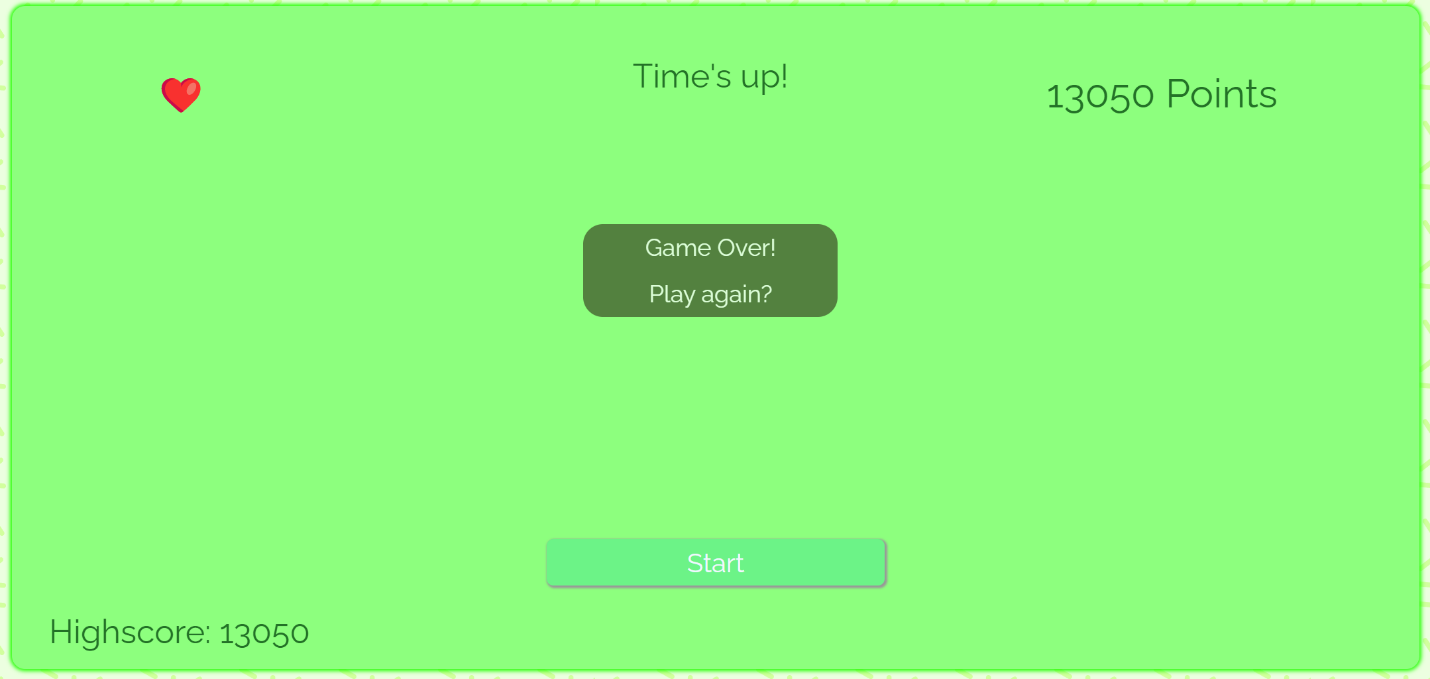 Time's up!
13050 Points
Game Over!
Play again?
Start
Highscore: 13050